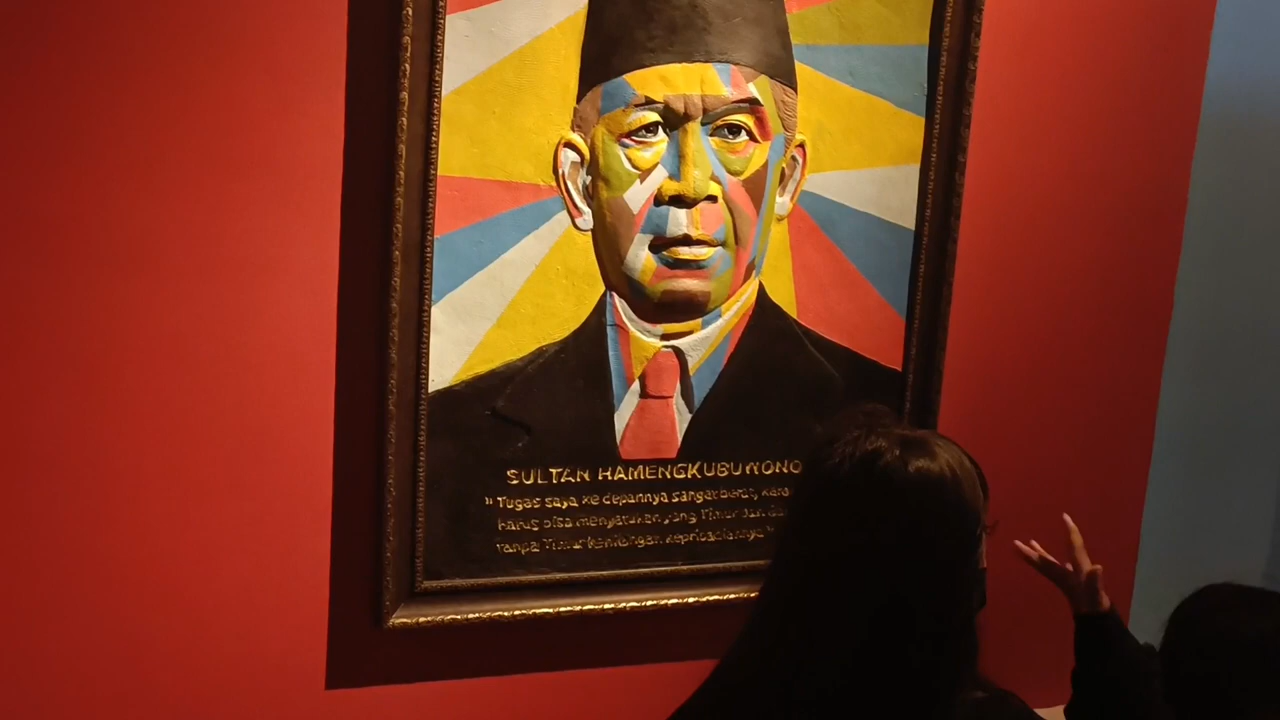 SULTAN HAMENGKUBUWONO
"Tugas saya ke depannya sangat berat,
harus bisa menyatukan yang Timur dan
Tanpa Timur kehilangan kepribadiannya"